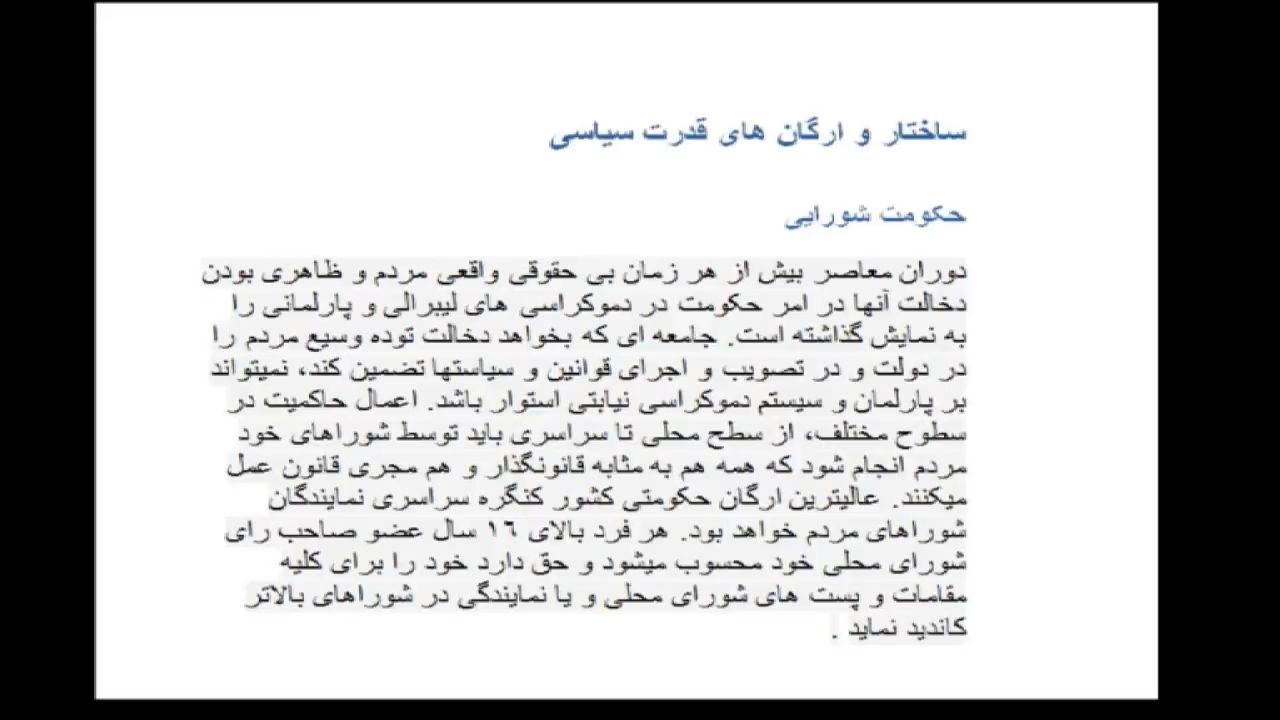 ساختار و ارگان های قدرت سیاسی
حکومت شورایی
دوران معاصر بیش از هر زمان بی حقوقی واقعی مردم و ظاهری بودن
دخالت آنها در امر حکومت در دموکراسی های لیبرالی و پارلمانی را
به نمایش گذاشته است. جامعه ای که بخواهد دخالت توده وسیع مردم را
در دولت و در تصویب و اجرای قوانین و سیاستها تضمین کند، نمیتواند
بر پارلمان و سیستم دموکراسی نیابتی استوار باشد. اعمال حاکمیت در
سطوح مختلف، از سطح محلی تا سراسری باید توسط شوراهای خود
مردم انجام شود که همه هم به مثابه قانونگذار و هم مجری قانون عمل
میکنند. عالیترین ارگان حکومتی کشور کنگره سراسری نمایندگان
شوراهای مردم خواهد بود. هر فرد بالای ١٦ سال عضو صاحب رای
شورای محلی خود محسوب میشود و حق دارد خود را برای کلیه
مقامات و پست های شورای محلی و یا نمایندگی در شوراهای بالاتر
کاندید نماید .